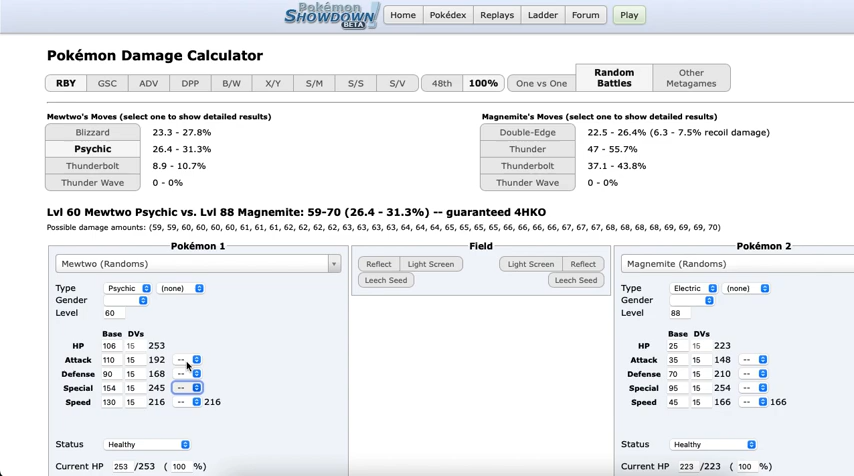 Pokémon Showdown! BETA
Home Pokédex Replays Ladder Forum Play
Pokémon Damage Calculator
RBY GSC ADV DPP B/W X/Y S/M S/S S/V 48th 100% One vs One Random Battles Other Metagames
Mewtwo's Moves (select one to show detailed results) Magnemite's Moves (select one to show detailed results)
Blizzard 23.3 - 27.8% Double-Edge 22.5 - 26.4% (6.3 - 7.5% recoil damage)
Psychic 26.4 - 31.3% Thunder 47 - 55.7%
Thunderbolt 8.9 - 10.7% Thunderbolt 37.1 - 43.8%
Thunder Wave 0 - 0% Thunder Wave 0 - 0%
Lvl 60 Mewtwo Psychic vs. Lvl 88 Magnemite: 59-70 (26.4 - 31.3%) -- guaranteed 4HKO
Possible damage amounts: (59, 59, 60, 60, 60, 60, 61, 61, 61, 62, 62, 62, 62, 63, 63, 63, 63, 64, 64, 64, 65, 65, 65, 65, 66, 66, 66, 66, 67, 67, 67, 68, 68, 68, 68, 69, 69, 69, 70)
Pokémon 1 Field Pokémon 2
Mewtwo (Randoms) Reflect Light Screen Light Screen Reflect Magnemite (Randoms)
Leech Seed Leech Seed
Type Psychic (none) Type Electric (none)
Gender Gender
Level 60 Level 88
Base DVs Base DVs
HP 106 15 253 HP 25 15 223
Attack 110 15 192 -- Attack 35 15 148 --
Defense 90 15 168 -- Defense 70 15 210 --
Special 154 15 245 -- Special 95 15 254 --
Speed 130 15 216 -- 216 Speed 45 15 166 -- 166
Status Healthy Status Healthy
Current HP 253 /253 ( 100 %) Current HP 223 /223 ( 100 %)